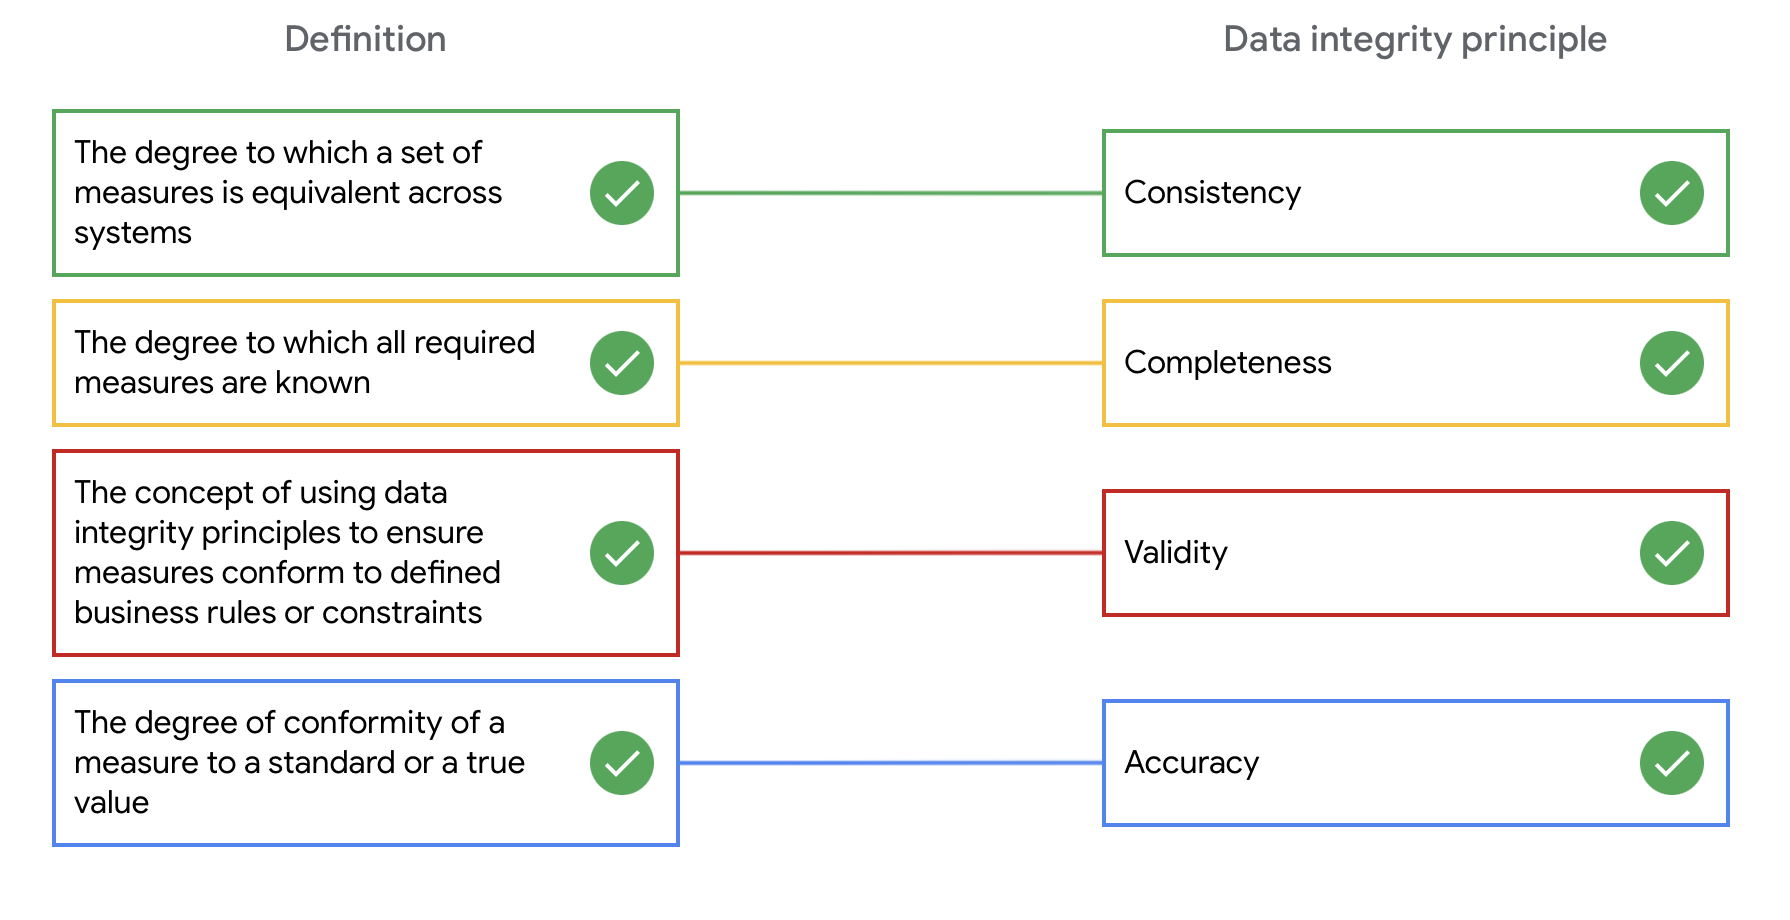 Definition
Data integrity principle
The degree to which a set of
measures is equivalent across
systems
Consistency
The degree to which all required
measures are known
Completeness
The concept of using data
integrity principles to ensure
measures conform to defined
business rules or constraints
Validity
The degree of conformity of a
measure to a standard or a true
value
Accuracy